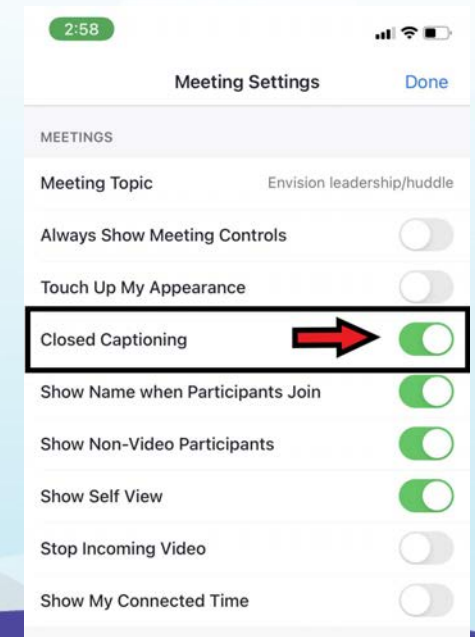 2:58
Meeting Settings Done
MEETINGS
Meeting Topic Envision leadership/huddle
Always Show Meeting Controls
Touch Up My Appearance
Closed Captioning
Show Name when Participants Join
Show Non-Video Participants
Show Self View
Stop Incoming Video
Show My Connected Time